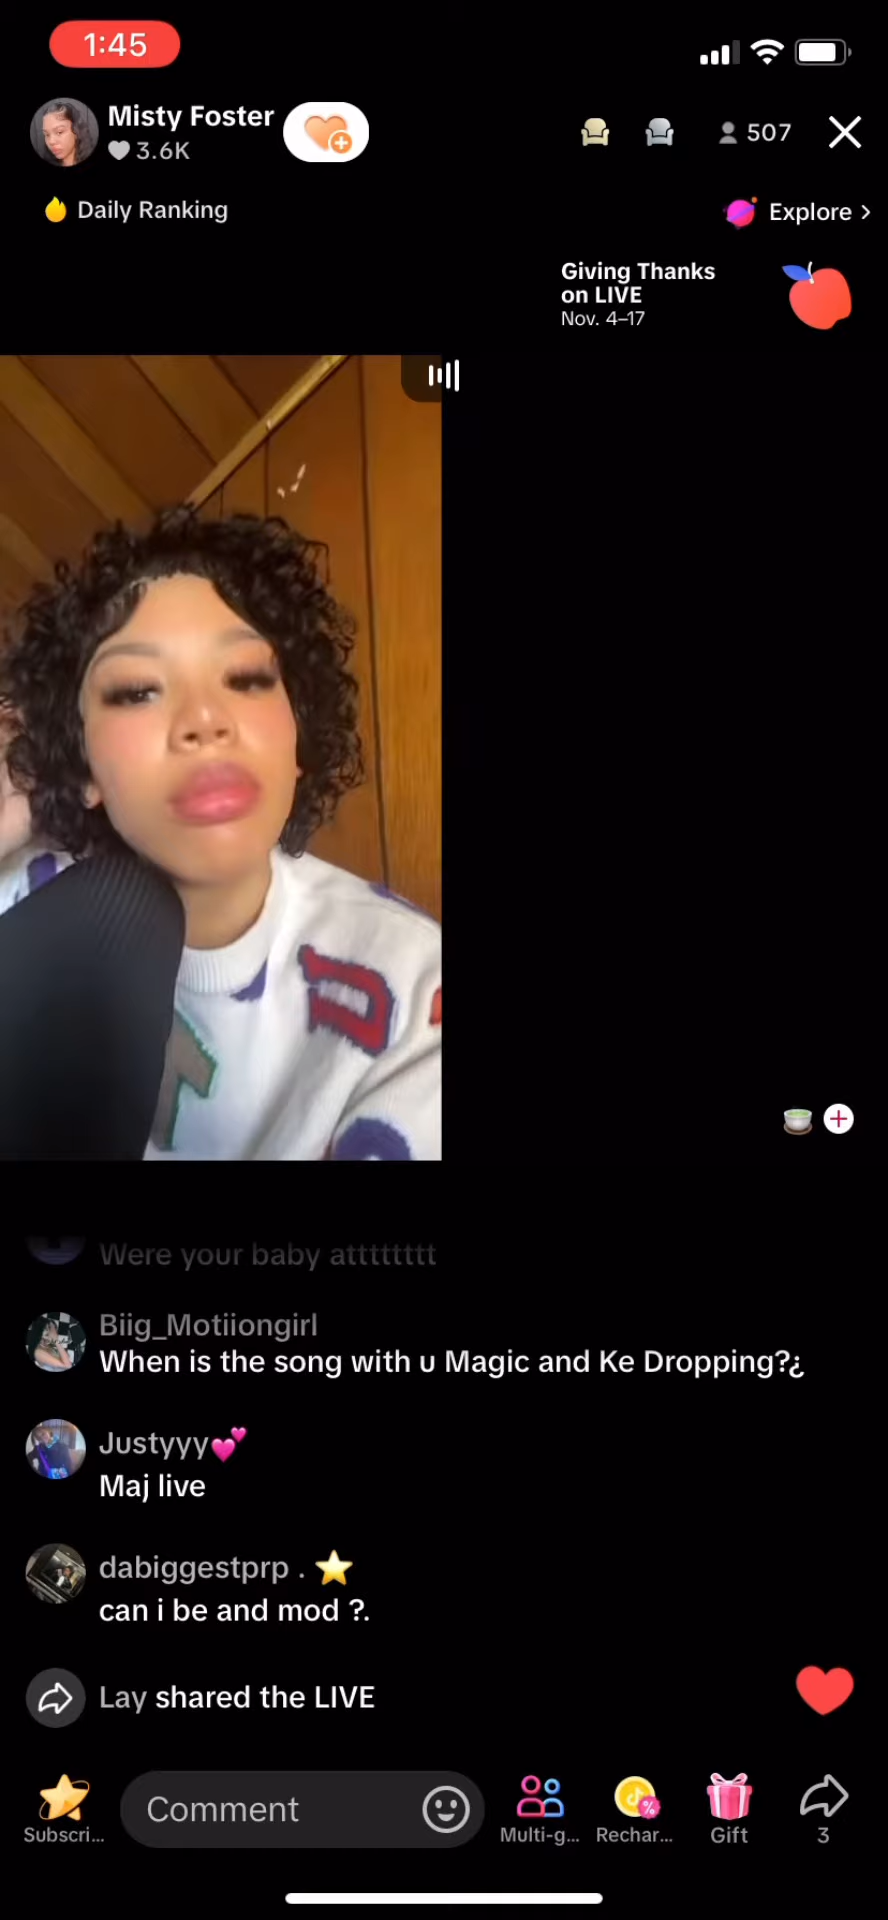 1:45
Misty Foster
3.6K
507
Daily Ranking
Explore >
Giving Thanks
on LIVE
Nov. 4–17
Were your baby atttttttt
Biig_Motiiongirl
When is the song with u Magic and Ke Dropping?¿
Justyyy💕
Maj live
dabiggestprp . ⭐
can i be and mod ?.
Lay shared the LIVE
Comment
Subscri...
Multi-g...
Rechar...
Gift
3